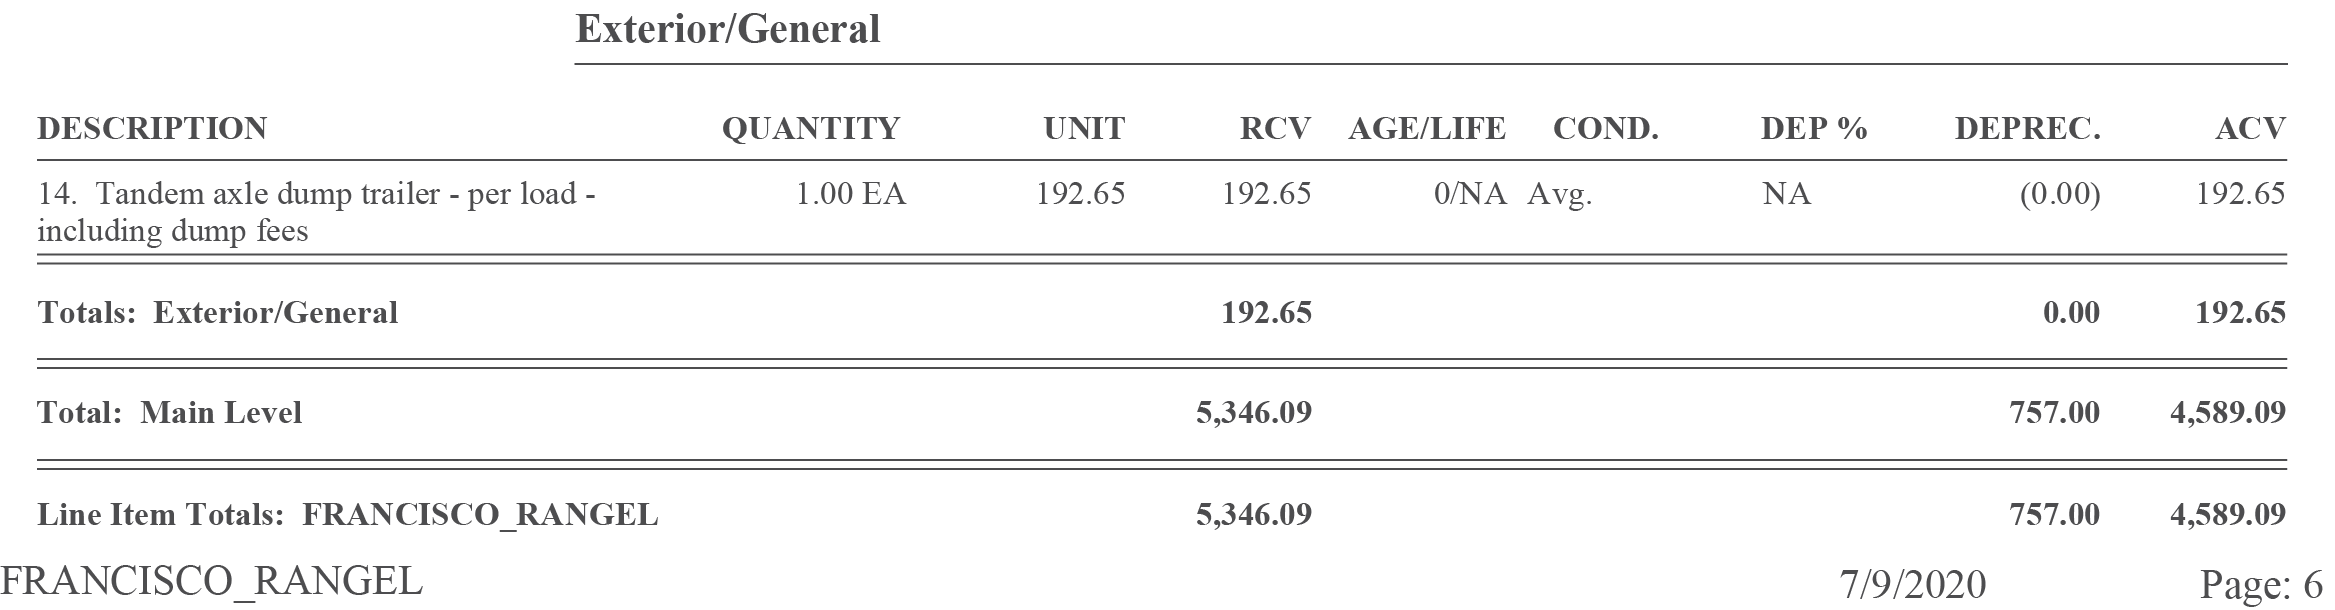 Exterior/General
DESCRIPTION QUANTITY UNIT RCV AGE/LIFE COND. DEP % DEPREC. ACV
14. Tandem axle dump trailer - per load - 1.00 EA 192.65 192.65 0/NA Avg. NA (0.00) 192.65
including dump fees
Totals: Exterior/General 192.65 0.00 192.65
Total: Main Level 5,346.09 757.00 4,589.09
Line Item Totals: FRANCISCO_RANGEL 5,346.09 757.00 4,589.09
FRANCISCO_RANGEL 7/9/2020 Page: 6